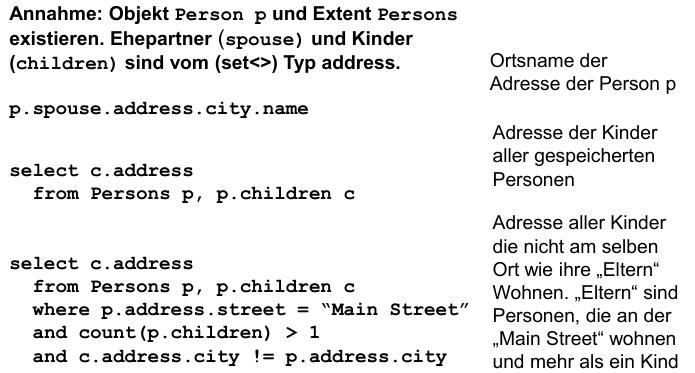 Annahme: Objekt Person p und Extent Persons
existieren. Ehepartner (spouse) und Kinder
(children) sind vom (set<>) Typ address.
Ortsname der
Adresse der Person p
p.spouse.address.city.name
Adresse der Kinder
aller gespeicherten
Personen
select c.address
from Persons p, p.children c
Adresse aller Kinder
die nicht am selben
Ort wie ihre „Eltern“
Wohnen. „Eltern“ sind
Personen, die an der
„Main Street“ wohnen
und mehr als ein Kind
select c.address
from Persons p, p.children c
where p.address.street = “Main Street”
and count(p.children) > 1
and c.address.city != p.address.city